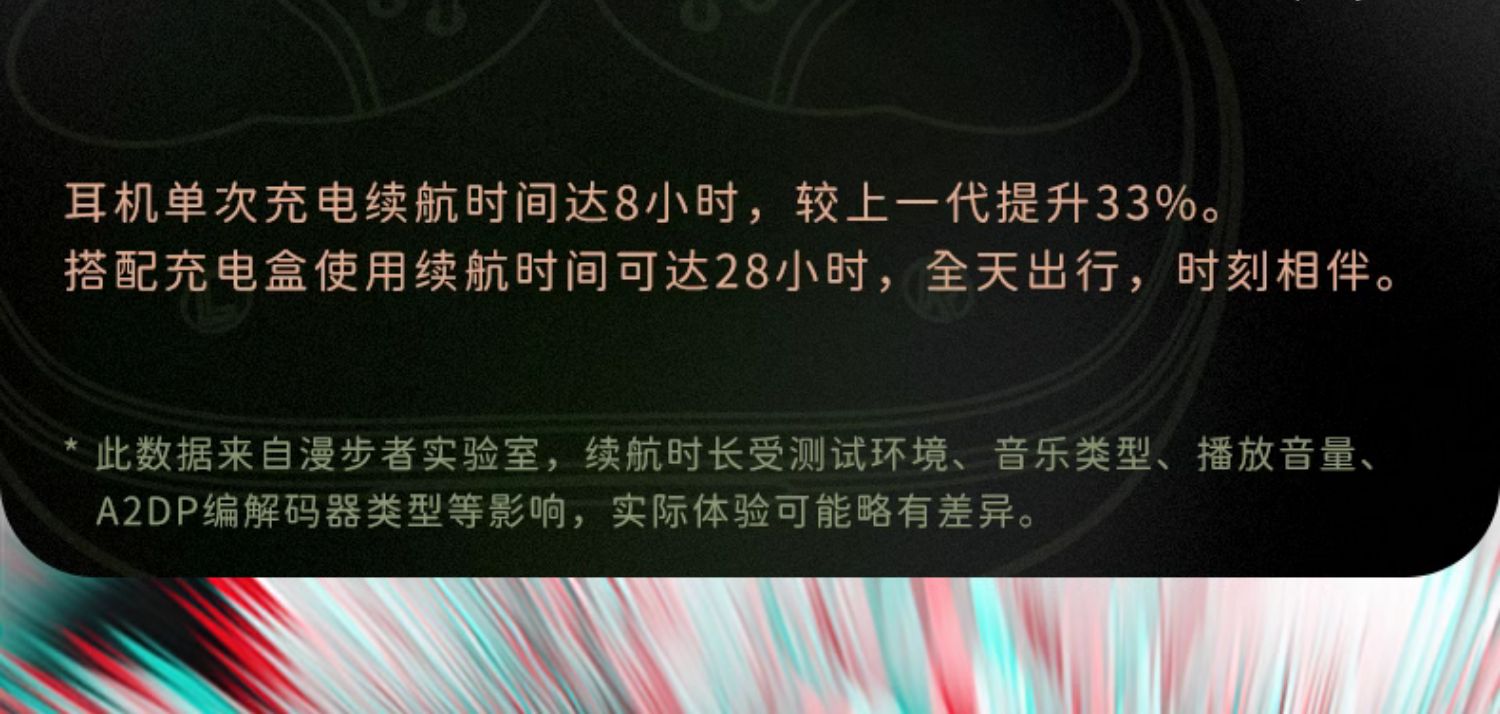 耳机单次充电续航时间达8小时，较上一代提升33%。
搭配充电盒使用续航时间可达28小时，全天出行，时刻相伴。
* 此数据来自漫步者实验室，续航时长受测试环境、音乐类型、播放音量、
A2DP编解码器类型等影响，实际体验可能略有差异。